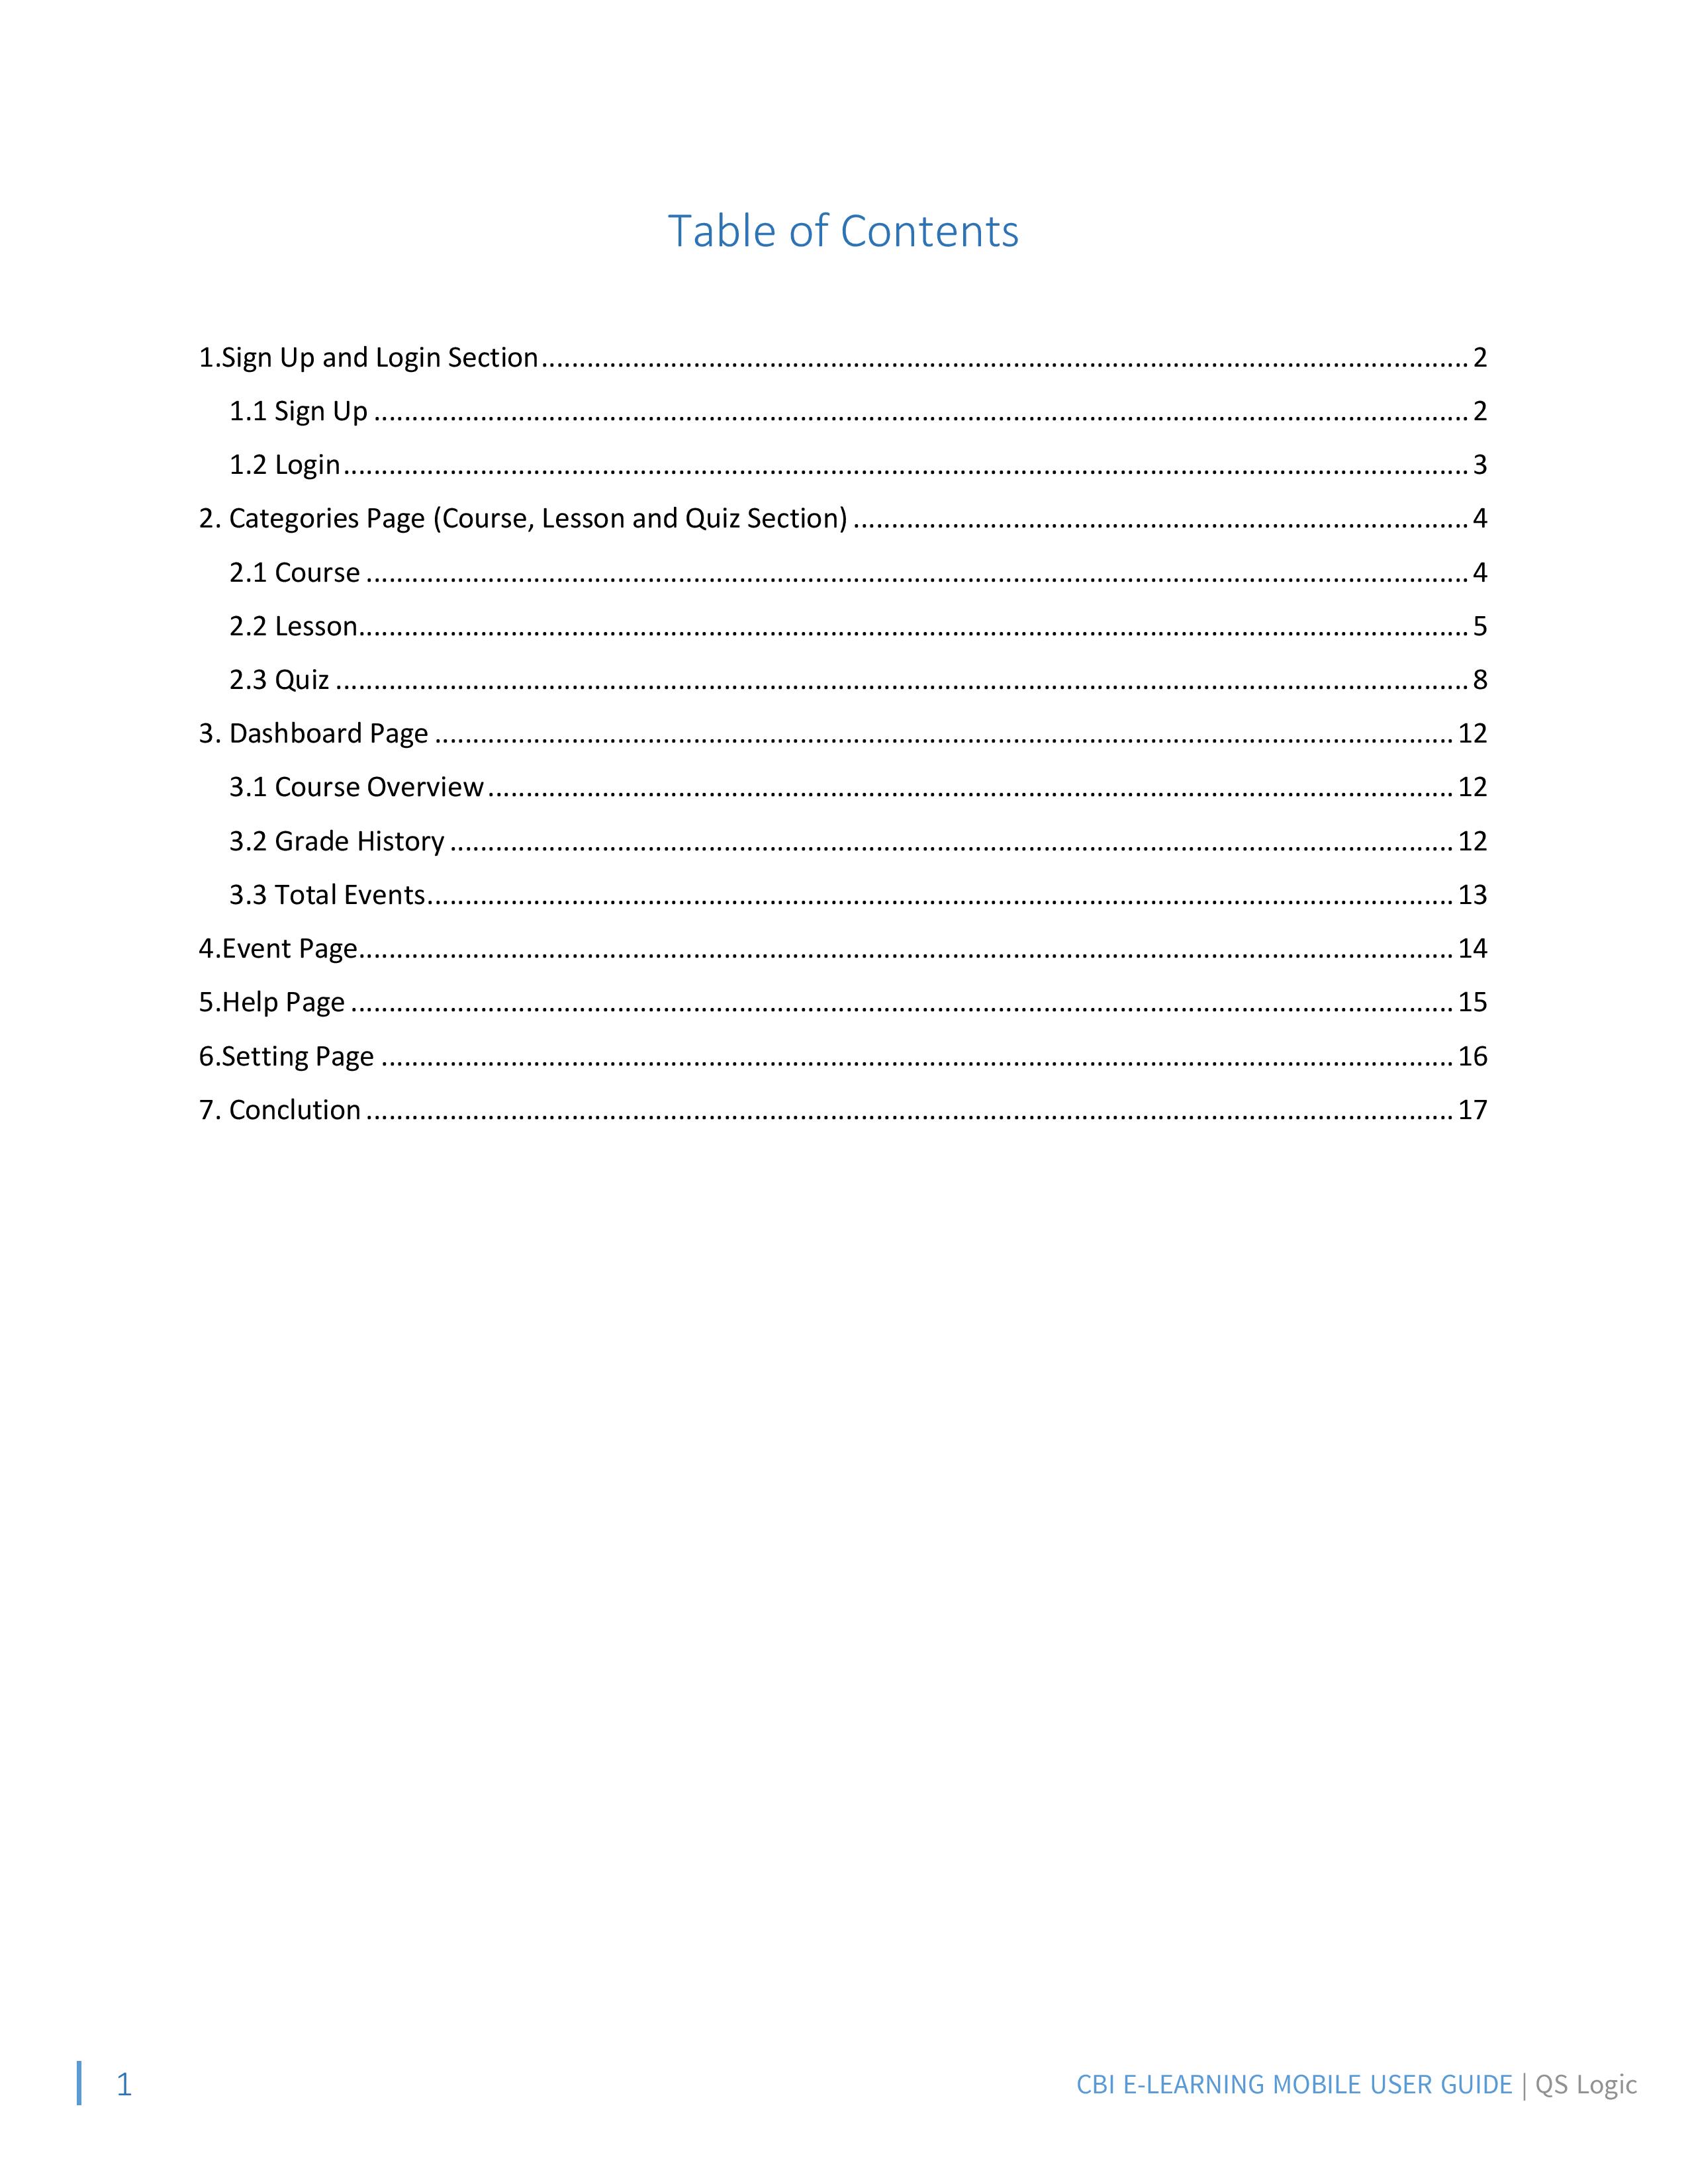 Table of Contents
1.Sign Up and Login Section 2
1.1 Sign Up 2
1.2 Login 3
2. Categories Page (Course, Lesson and Quiz Section) 4
2.1 Course 4
2.2 Lesson 5
2.3 Quiz 8
3. Dashboard Page 12
3.1 Course Overview 12
3.2 Grade History 12
3.3 Total Events 13
4.Event Page 14
5.Help Page 15
6.Setting Page 16
7. Conclution 17
1 CBI E-LEARNING MOBILE USER GUIDE | QS Logic